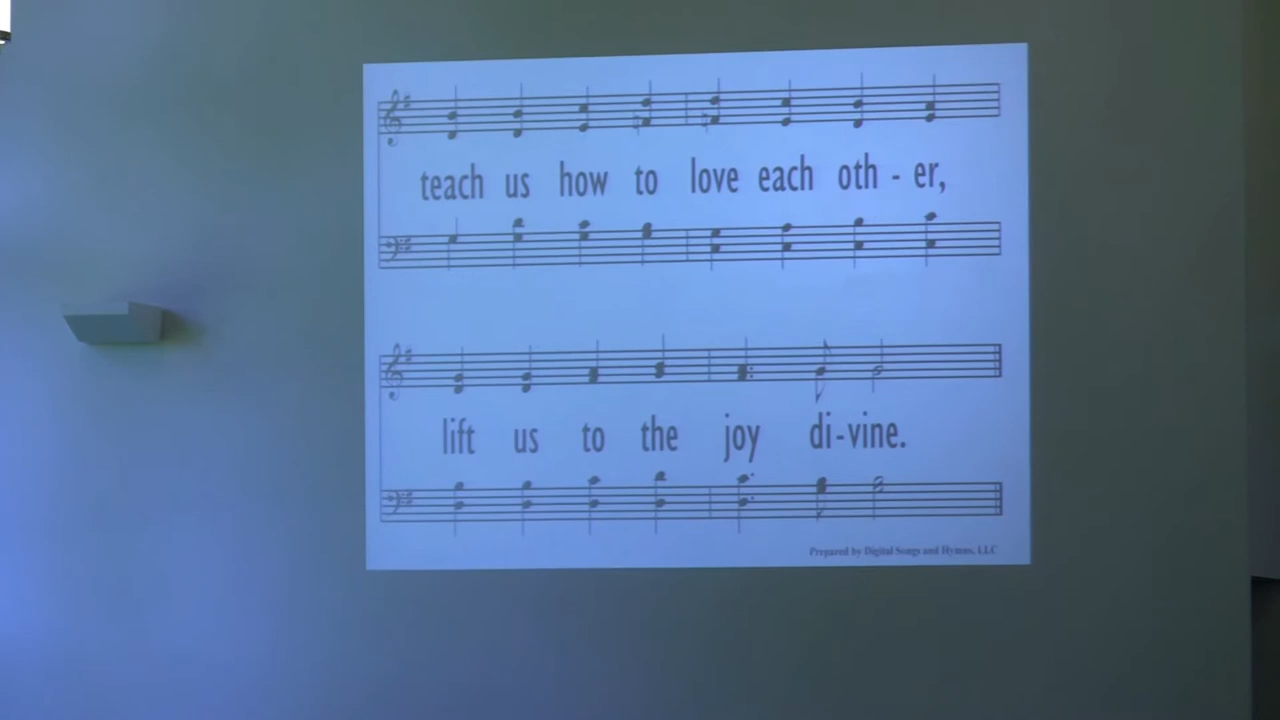 teach us how to love each oth - er,
lift us to the joy di - vine.
Prepared by Digital Songs and Hymns, LLC